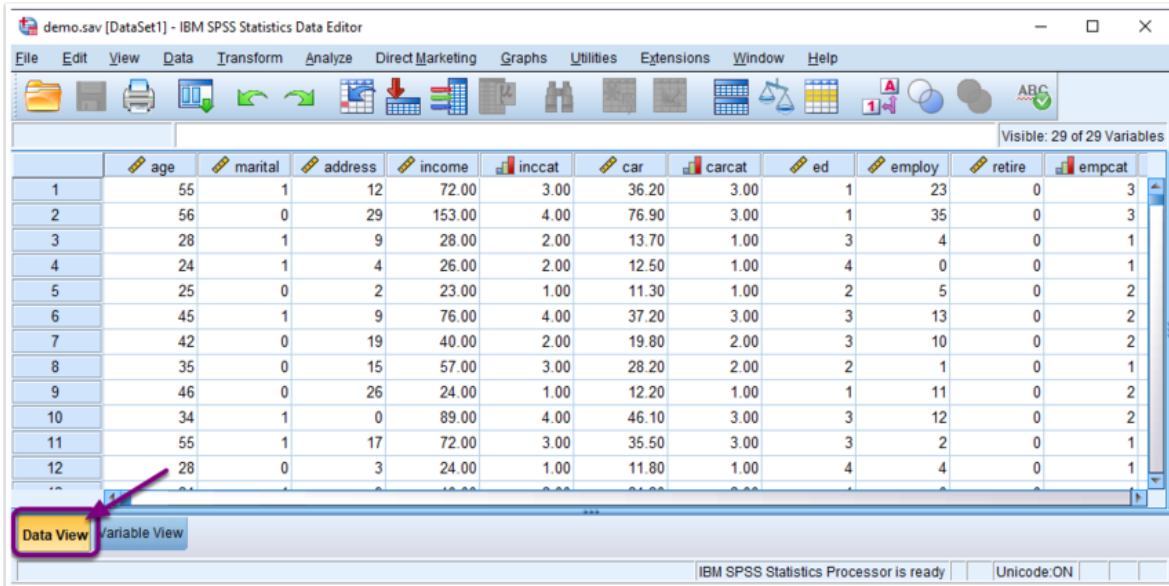 demo.sav [DataSet1] - IBM SPSS Statistics Data Editor
File Edit View Data Transform Analyze Direct Marketing Graphs Utilities Extensions Window Help
A
1
μ
ABC
Visible: 29 of 29 Variables
age marital address income inccat car carcat ed employ retire empcat
1 55 1 12 72.00 3.00 36.20 3.00 1 23 0 3
2 56 0 29 153.00 4.00 76.90 3.00 1 35 0 3
3 28 1 9 28.00 2.00 13.70 1.00 3 4 0 1
4 24 1 4 26.00 2.00 12.50 1.00 4 0 0 1
5 25 0 2 23.00 1.00 11.30 1.00 2 5 0 2
6 45 1 9 76.00 4.00 37.20 3.00 3 13 0 2
7 42 0 19 40.00 2.00 19.80 2.00 3 10 0 2
8 35 0 15 57.00 3.00 28.20 2.00 2 1 0 1
9 46 0 26 24.00 1.00 12.20 1.00 1 11 0 2
10 34 1 0 89.00 4.00 46.10 3.00 3 12 0 2
11 55 1 17 72.00 3.00 35.50 3.00 3 2 0 1
12 28 0 3 24.00 1.00 11.80 1.00 4 4 0 1
Data View Variable View
IBM SPSS Statistics Processor is ready Unicode:ON